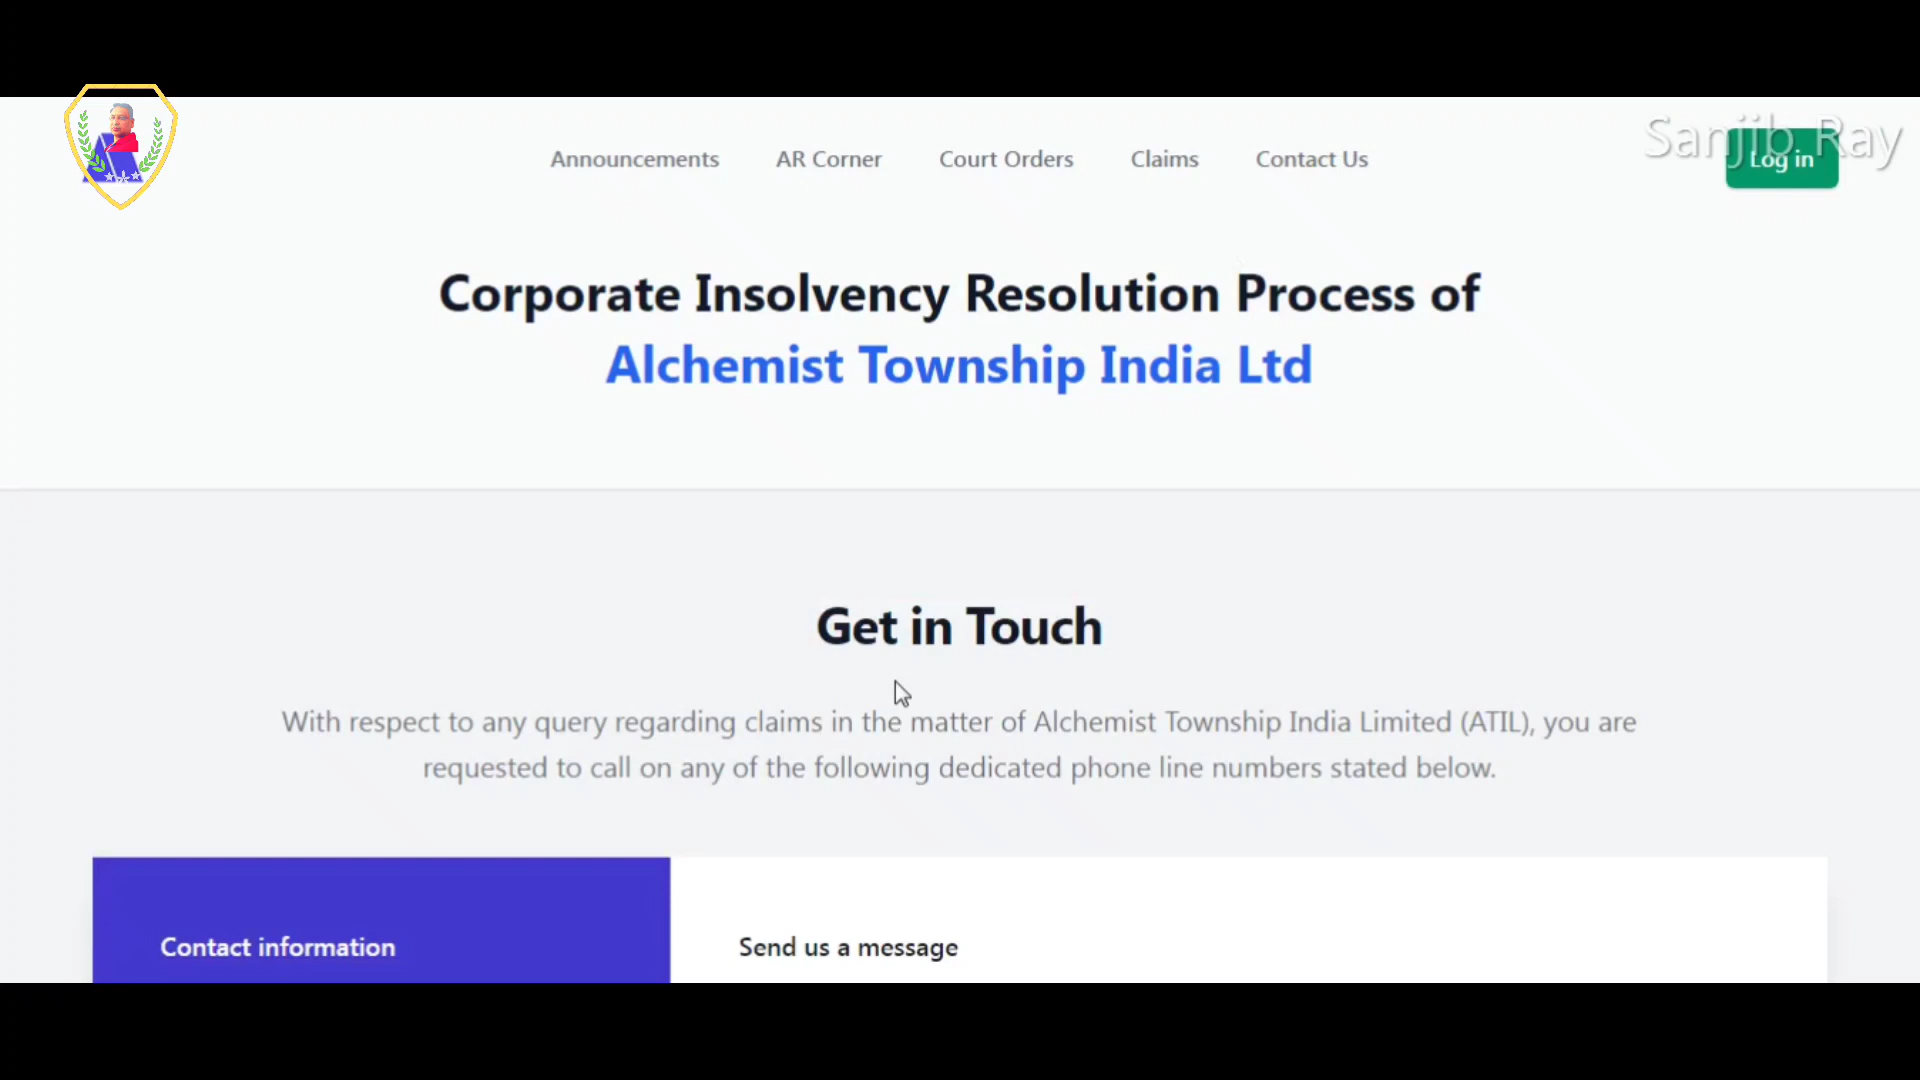 Announcements AR Corner Court Orders Claims Contact Us Log in
Sanjib Ray
Corporate Insolvency Resolution Process of
Alchemist Township India Ltd
Get in Touch
With respect to any query regarding claims in the matter of Alchemist Township India Limited (ATIL), you are
requested to call on any of the following dedicated phone line numbers stated below.
Contact information
Send us a message